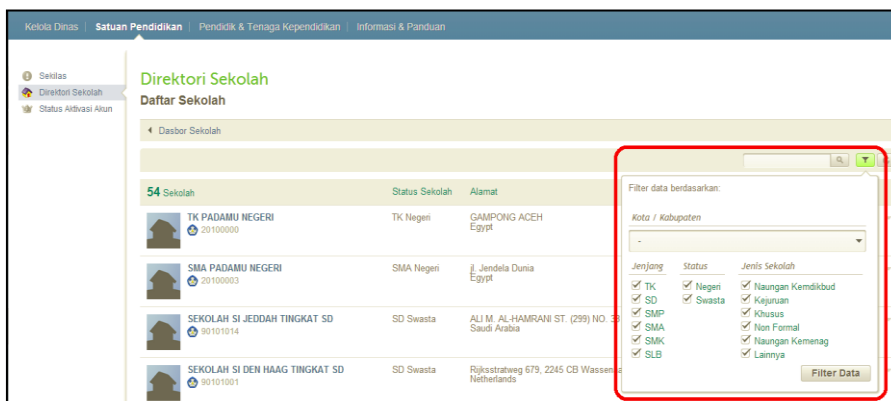 Kelola Dinas | Satuan Pendidikan | Pendidik & Tenaga Kependidikan | Informasi & Panduan
Sekilas
Direktori Sekolah
Status Aktivasi Akun
Direktori Sekolah
Daftar Sekolah
Dasbor Sekolah
54 Sekolah Status Sekolah Alamat
TK PADAMU NEGERI TK Negeri GAMPONG ACEH
20100000 Egypt
SMA PADAMU NEGERI SMA Negeri jl. Jendela Dunia
20100003 Egypt
SEKOLAH SI JEDDAH TINGKAT SD SD Swasta ALI M. AL-HAMRANI ST. (299) NO.
90101014 Saudi Arabia
SEKOLAH SI DEN HAAG TINGKAT SD SD Swasta Rijksstratweg 679, 2245 CB
90101001 Netherlands
Filter data berdasarkan:
Kota / Kabupaten
-
Jenjang Status Jenis Sekolah
TK Negeri Naungan Kemdikbud
SD Swasta Kejuruan
SMP Khusus
SMA Non Formal
SMK Naungan Kemenag
SLB Lainnya
Filter Data